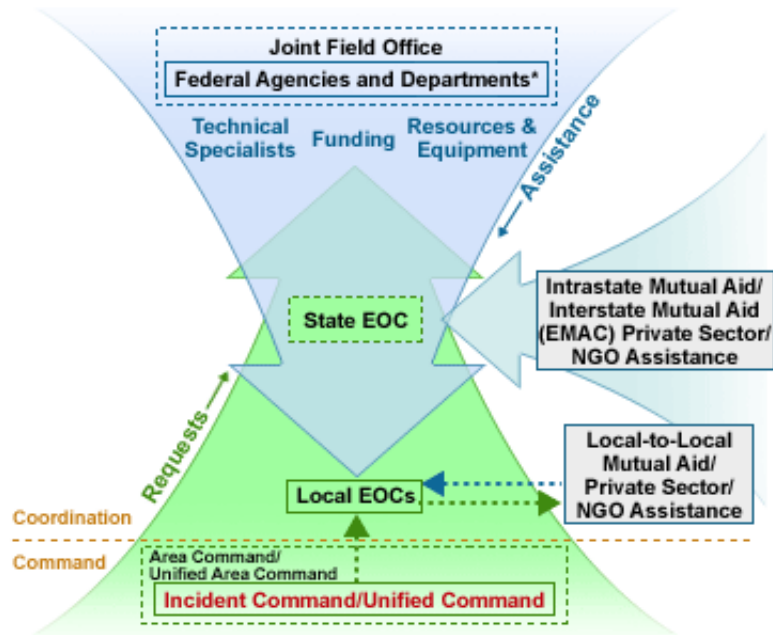 Joint Field Office
Federal Agencies and Departments*
Technical
Specialists
Funding
Resources &
Equipment
Assistance
State EOC
Intrastate Mutual Aid/
Interstate Mutual Aid
(EMAC) Private Sector/
NGO Assistance
Requests
Local EOCs
Local-to-Local
Mutual Aid/
Private Sector/
NGO Assistance
Coordination
Command
Area Command/
Unified Area Command
Incident Command/Unified Command